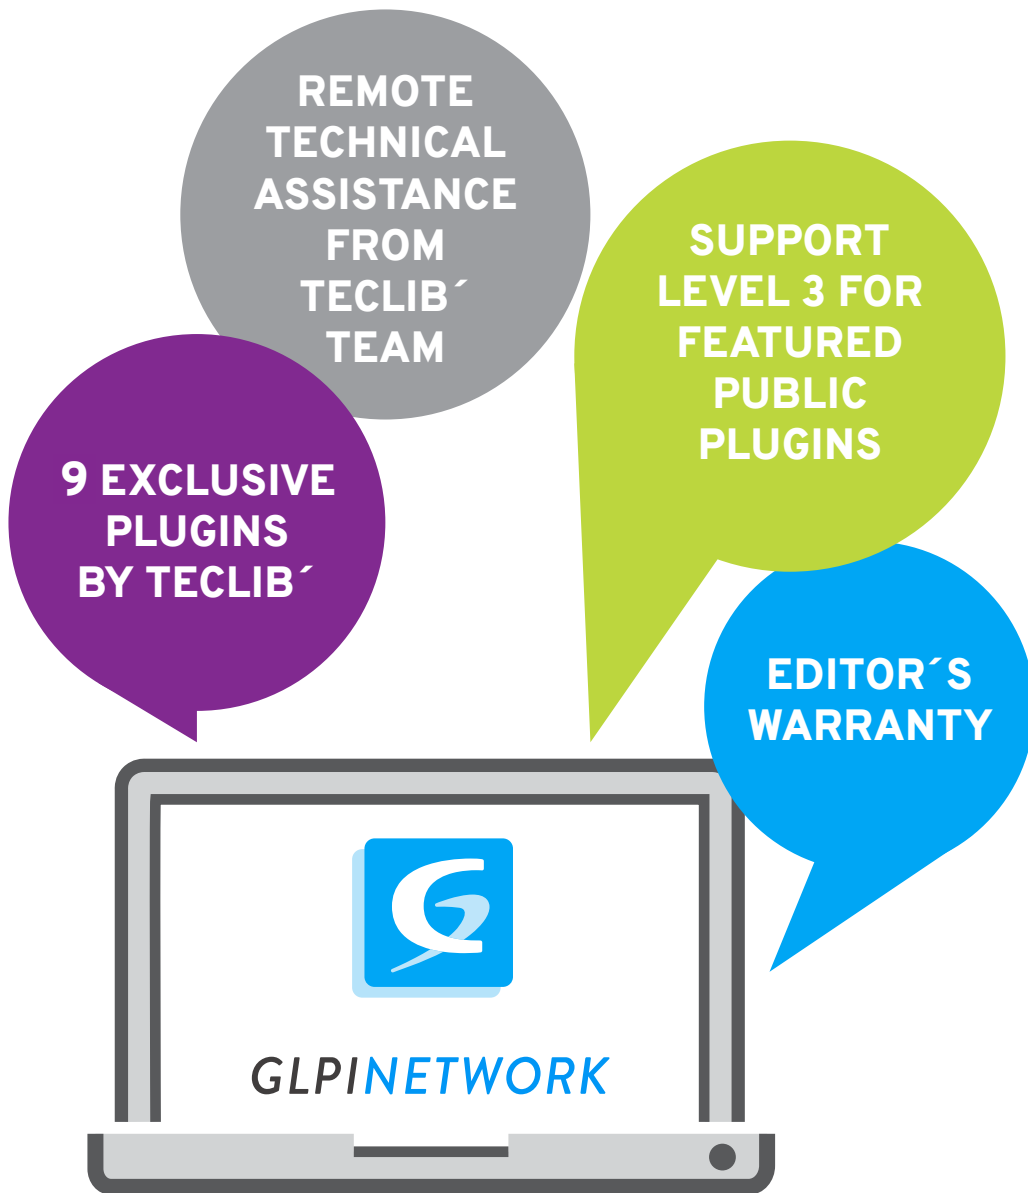 REMOTE
TECHNICAL
ASSISTANCE
FROM
TECLIB´
TEAM
SUPPORT
LEVEL 3 FOR
FEATURED
PUBLIC
PLUGINS
9 EXCLUSIVE
PLUGINS
BY TECLIB´
EDITOR´S
WARRANTY
GLPINETWORK